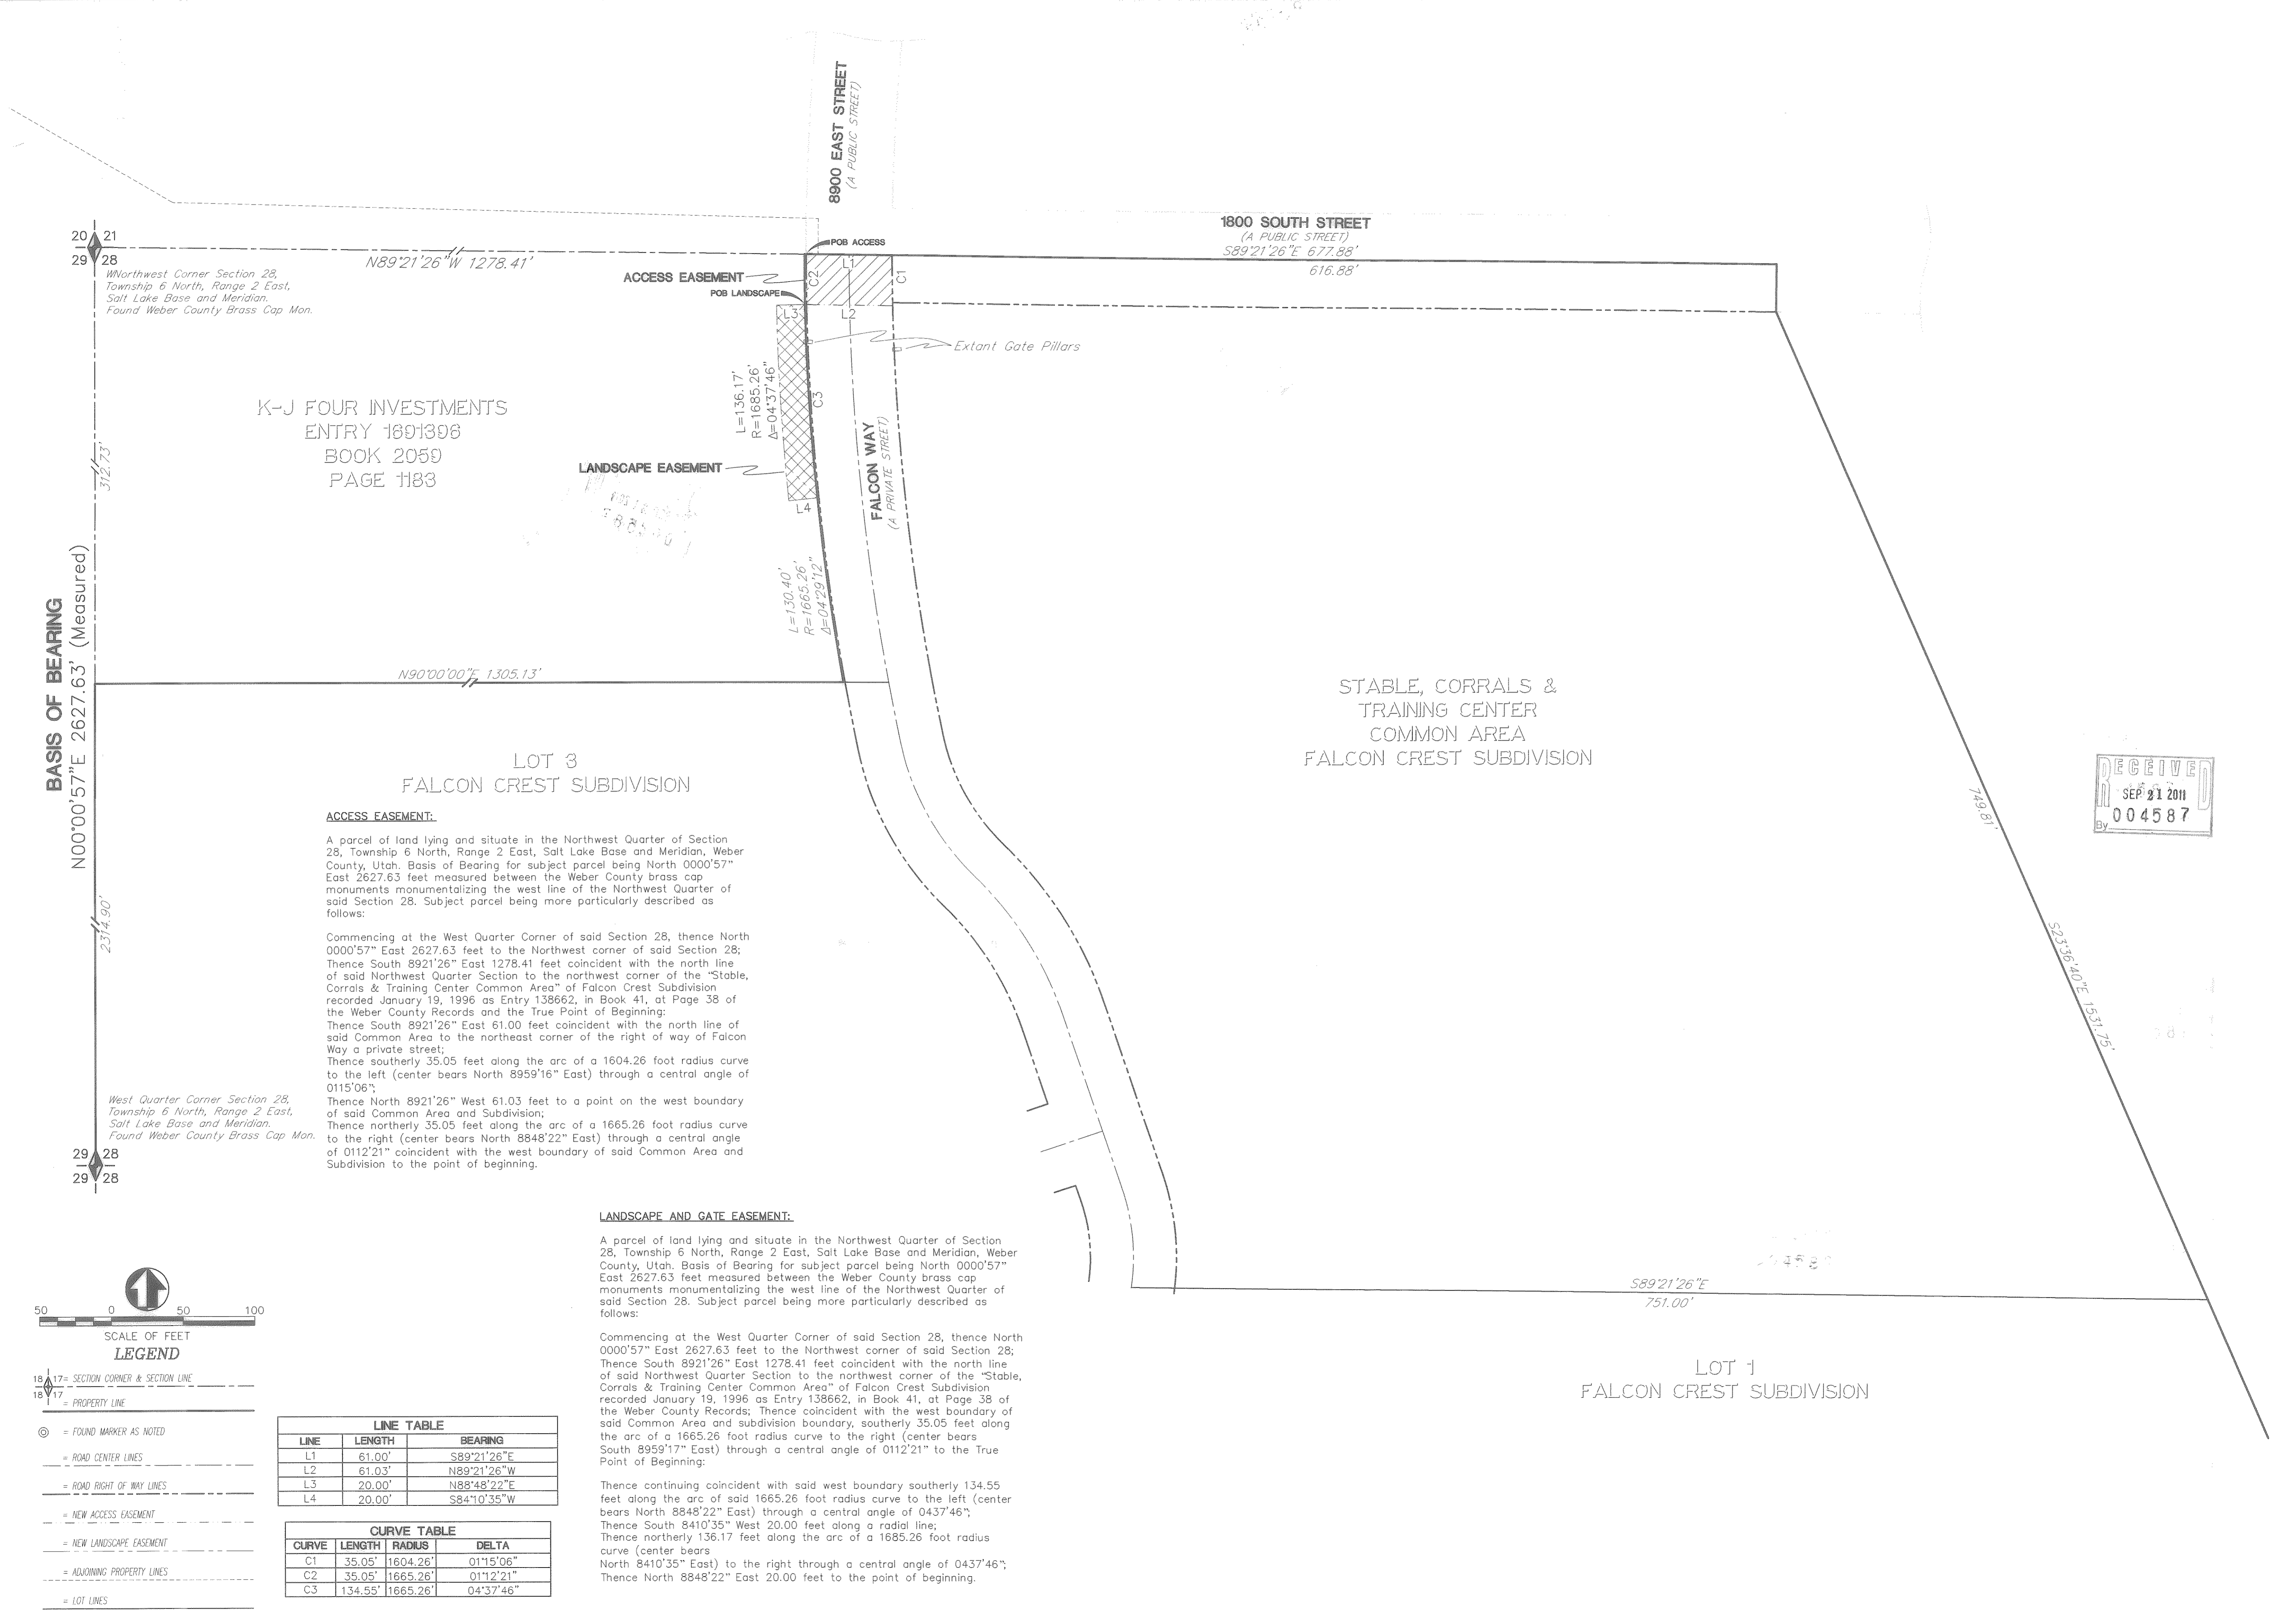 8900 EAST STREET
(A PUBLIC STREET)
1800 SOUTH STREET
(A PUBLIC STREET)
S89°21'26"E 677.88'
616.88'
20 21
29 28
N89°21'26"W 1278.41'
WNorthwest Corner Section 28,
Township 6 North, Range 2 East,
Salt Lake Base and Meridian.
Found Weber County Brass Cap Mon.
POB ACCESS
ACCESS EASEMENT
POB LANDSCAPE
L1
C2
C1
L3
L2
Extant Gate Pillars
L=136.17'
R=1685.26'
Δ=04°37'46"
C3
K-J FOUR INVESTMENTS
ENTRY 1691396
BOOK 2059
PAGE 1183
312.73'
LANDSCAPE EASEMENT
L4
FALCON WAY
(A PRIVATE STREET)
L=130.40'
R=1665.26'
Δ=04°29'12"
BASIS OF BEARING
N00°00'57"E 2627.63' (Measured)
N90°00'00"E 1305.13'
STABLE, CORRALS &
TRAINING CENTER
COMMON AREA
FALCON CREST SUBDIVISION
LOT 3
FALCON CREST SUBDIVISION
749.81'
RECEIVED
SEP 21 2011
004587
By
2314.90'
S23°36'40"E 1531.75'
ACCESS EASEMENT:
A parcel of land lying and situate in the Northwest Quarter of Section
28, Township 6 North, Range 2 East, Salt Lake Base and Meridian, Weber
County, Utah. Basis of Bearing for subject parcel being North 0000'57"
East 2627.63 feet measured between the Weber County brass cap
monuments monumentalizing the west line of the Northwest Quarter of
said Section 28. Subject parcel being more particularly described as
follows:
Commencing at the West Quarter Corner of said Section 28, thence North
0000'57" East 2627.63 feet to the Northwest corner of said Section 28;
Thence South 8921'26" East 1278.41 feet coincident with the north line
of said Northwest Quarter Section to the northwest corner of the "Stable,
Corrals & Training Center Common Area" of Falcon Crest Subdivision
recorded January 19, 1996 as Entry 138662, in Book 41, at Page 38 of
the Weber County Records and the True Point of Beginning:
Thence South 8921'26" East 61.00 feet coincident with the north line of
said Common Area to the northeast corner of the right of way of Falcon
Way a private street;
Thence southerly 35.05 feet along the arc of a 1604.26 foot radius curve
to the left (center bears North 8959'16" East) through a central angle of
0115'06";
Thence North 8921'26" West 61.03 feet to a point on the west boundary
of said Common Area and Subdivision;
Thence northerly 35.05 feet along the arc of a 1665.26 foot radius curve
to the right (center bears North 8848'22" East) through a central angle
of 0112'21" coincident with the west boundary of said Common Area and
Subdivision to the point of beginning.
West Quarter Corner Section 28,
Township 6 North, Range 2 East,
Salt Lake Base and Meridian.
Found Weber County Brass Cap Mon.
29 28
29 28
LANDSCAPE AND GATE EASEMENT:
A parcel of land lying and situate in the Northwest Quarter of Section
28, Township 6 North, Range 2 East, Salt Lake Base and Meridian, Weber
County, Utah. Basis of Bearing for subject parcel being North 0000'57"
East 2627.63 feet measured between the Weber County brass cap
monuments monumentalizing the west line of the Northwest Quarter of
said Section 28. Subject parcel being more particularly described as
follows:
Commencing at the West Quarter Corner of said Section 28, thence North
0000'57" East 2627.63 feet to the Northwest corner of said Section 28;
Thence South 8921'26" East 1278.41 feet coincident with the north line
of said Northwest Quarter Section to the northwest corner of the "Stable,
Corrals & Training Center Common Area" of Falcon Crest Subdivision
recorded January 19, 1996 as Entry 138662, in Book 41, at Page 38 of
the Weber County Records; Thence coincident with the west boundary of
said Common Area and subdivision boundary, southerly 35.05 feet along
the arc of a 1665.26 foot radius curve to the right (center bears
South 8959'17" East) through a central angle of 0112'21" to the True
Point of Beginning:
Thence continuing coincident with said west boundary southerly 134.55
feet along the arc of said 1665.26 foot radius curve to the left (center
bears North 8848'22" East) through a central angle of 0437'46";
Thence South 8410'35" West 20.00 feet along a radial line;
Thence northerly 136.17 feet along the arc of a 1685.26 foot radius
curve (center bears
North 8410'35" East) to the right through a central angle of 0437'46";
Thence North 8848'22" East 20.00 feet to the point of beginning.
S89°21'26"E
751.00'
LOT 1
FALCON CREST SUBDIVISION
50 0 50 100
SCALE OF FEET
LEGEND
18 17 = SECTION CORNER & SECTION LINE
18 17
= PROPERTY LINE
= FOUND MARKER AS NOTED
= ROAD CENTER LINES
= ROAD RIGHT OF WAY LINES
= NEW ACCESS EASEMENT
= NEW LANDSCAPE EASEMENT
= ADJOINING PROPERTY LINES
= LOT LINES
LINE TABLE
LINE LENGTH BEARING
L1 61.00' S89°21'26"E
L2 61.03' N89°21'26"W
L3 20.00' N88°48'22"E
L4 20.00' S84°10'35"W
CURVE TABLE
CURVE LENGTH RADIUS DELTA
C1 35.05' 1604.26' 01°15'06"
C2 35.05' 1665.26' 01°12'21"
C3 134.55' 1665.26' 04°37'46"